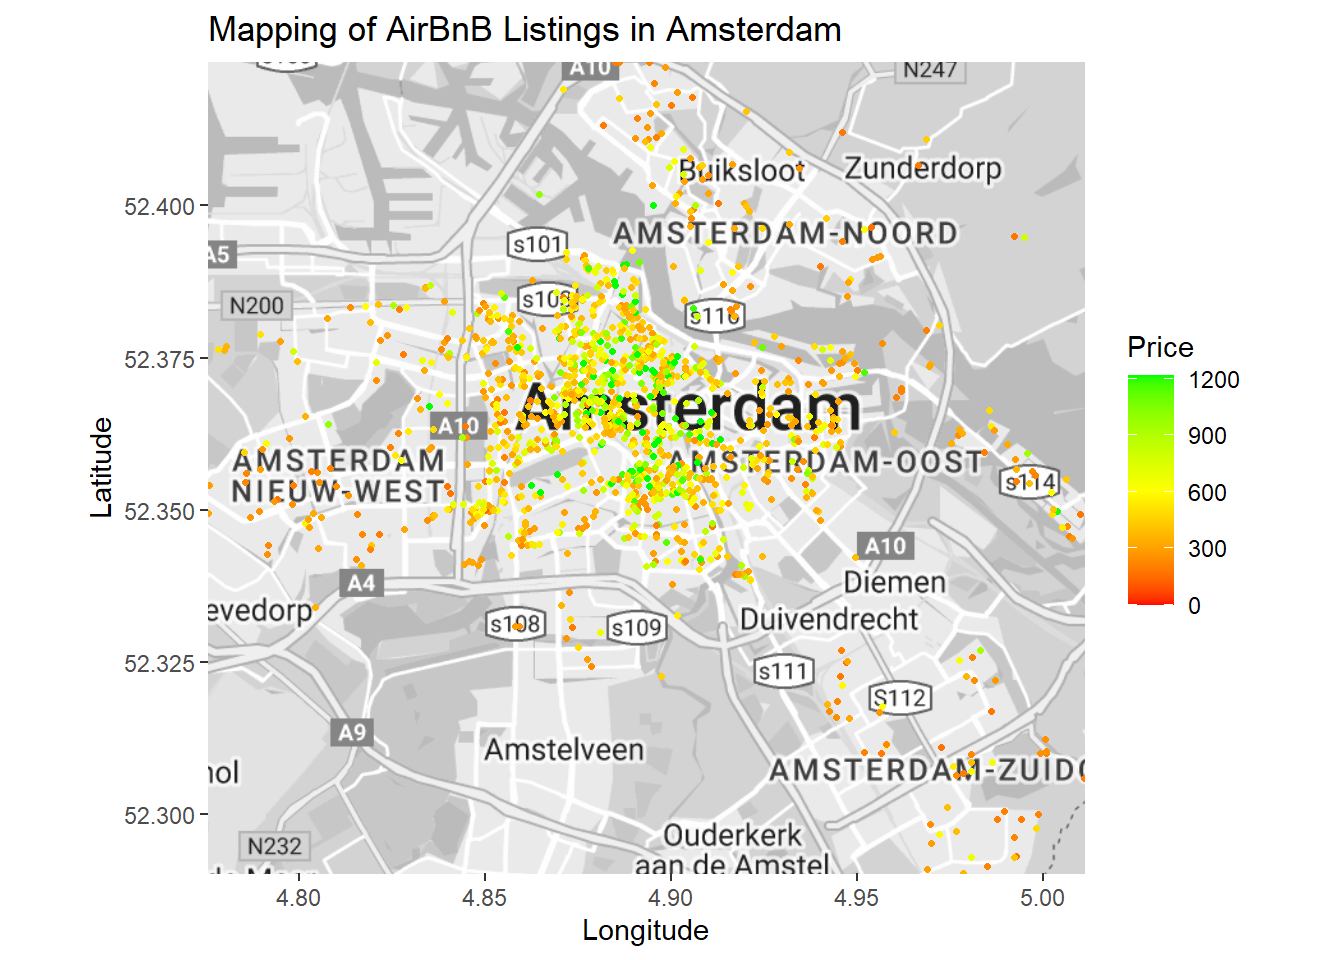 Mapping of AirBnB Listings in Amsterdam
A10
N247
Buiksloot
Zunderdorp
52.400
AMSTERDAM-NOORD
s101
A5
N200
s116
Price
52.375
1200
900
600
300
0
Amsterdam
A10
AMSTERDAM
NIEUW-WEST
AMSTERDAM-OOST
s114
Latitude
52.350
A10
A4
Diemen
evedorp
Duivendrecht
s108
s109
52.325
s111
S112
A9
Amstelveen
nol
AMSTERDAM-ZUIDO
52.300
N232
Ouderkerk
aan de Amstel
4.80
4.85
4.90
4.95
5.00
Longitude